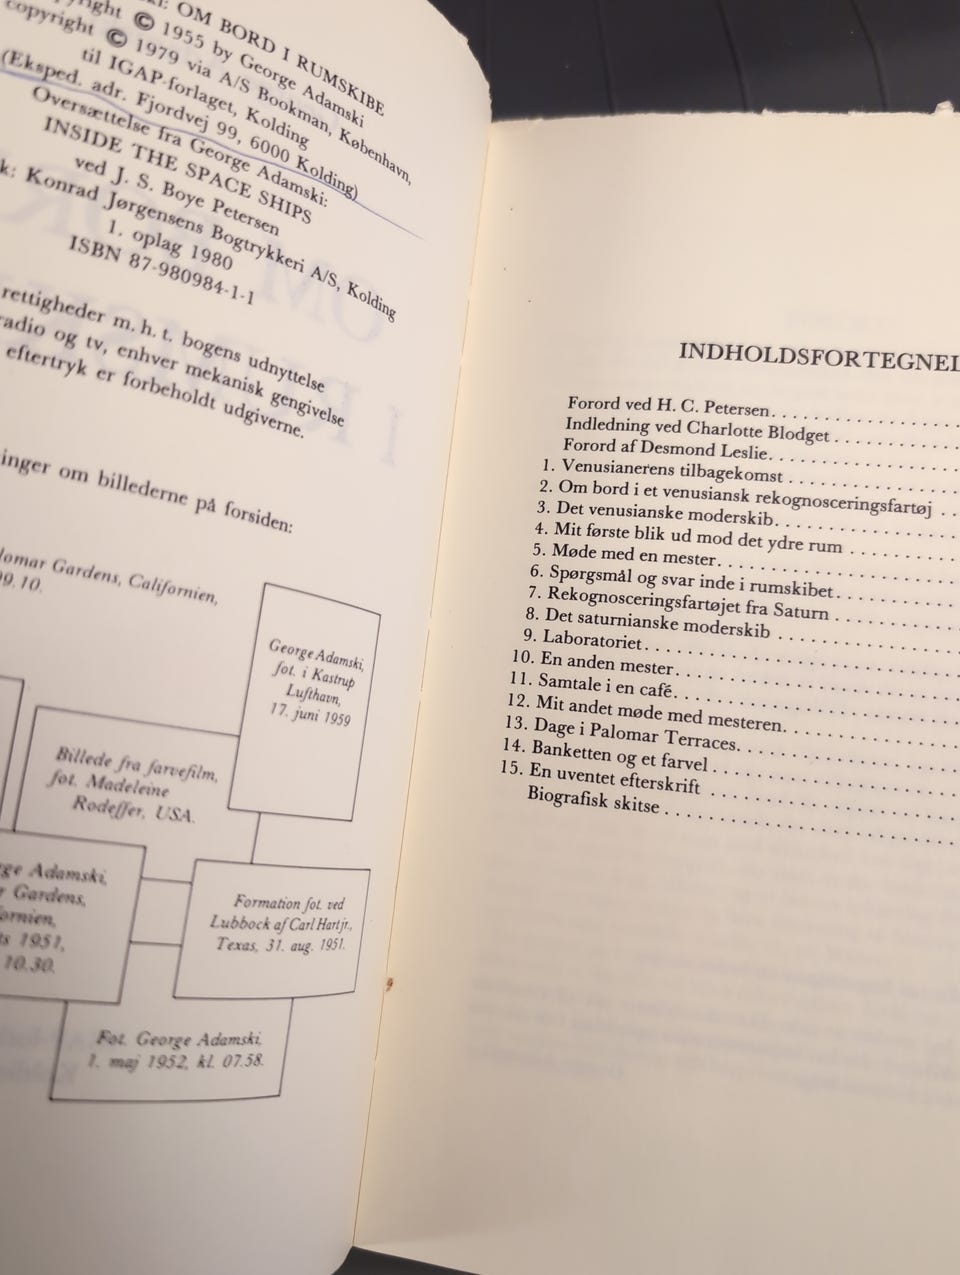 OM BORD I RUMSKIBE
copyright © 1955 by George Adamski
copyright © 1979 via A/S Bookman, København,
til IGAP-forlaget, Kolding
(Eksped. adr. Fjordvej 99, 6000 Kolding)
Oversættelse fra George Adamski:
INSIDE THE SPACE SHIPS
ved J. S. Boye Petersen
Konrad Jørgensens Bogtrykkeri A/S, Kolding
1. oplag 1980
ISBN 87-980984-1-1
rettigheder m. h. t. bogens udnyttelse
radio og tv, enhver mekanisk gengivelse
eftertryk er forbeholdt udgiverne.
om billederne på forsiden:
Gardens, Californien,
George Adamski,
fot. i Kastrup
Lufthavn,
17. juni 1959
Billede fra farvefilm,
fot. Madeleine
Rodeffer, USA.
Adamski,
Gardens,
1951,
10.30.
Formation fot. ved
Lubbock af Carl Hart jr.,
Texas, 31. aug. 1951.
Fot. George Adamski,
1. maj 1952, kl. 07.58.
INDHOLDSFORTEGNEL
Forord ved H. C. Petersen
Indledning ved Charlotte Blodget
Forord af Desmond Leslie
1. Venusianerens tilbagekomst
2. Om bord i et venusiansk rekognosceringsfartøj
3. Det venusianske moderskib
4. Mit første blik ud mod det ydre rum
5. Møde med en mester
6. Spørgsmål og svar inde i rumskibet
7. Rekognosceringsfartøjet fra Saturn
8. Det saturnianske moderskib
9. Laboratoriet
10. En anden mester
11. Samtale i en café
12. Mit andet møde med mesteren
13. Dage i Palomar Terraces
14. Banketten og et farvel
15. En uventet efterskrift
Biografisk skitse